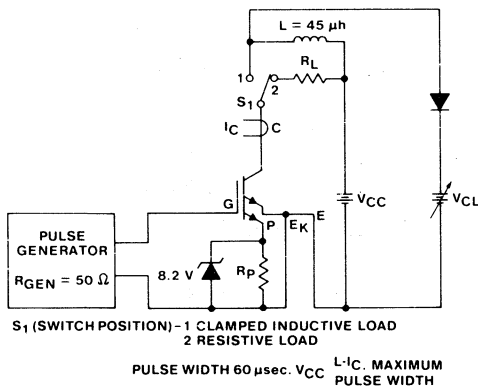 L = 45 μh
1
2
RL
S1
IC
C
G
P
EK
E
VCC
VCL
PULSE
GENERATOR
RGEN = 50 Ω
8.2 V
RP
S1 (SWITCH POSITION) - 1 CLAMPED INDUCTIVE LOAD
2 RESISTIVE LOAD
PULSE WIDTH 60 μsec. VCC L·IC. MAXIMUM
PULSE WIDTH